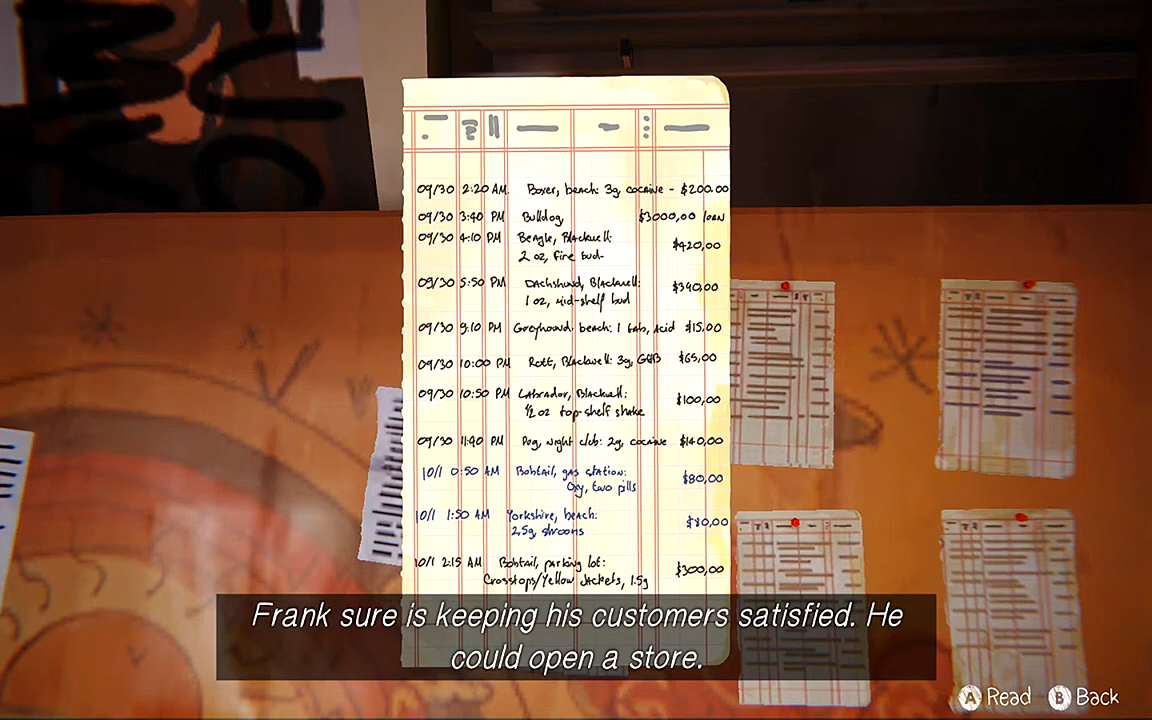 09/30 2:20 AM. Boxer, beach: 3g cocaine - $200.00
09/30 3:40 PM Bulldog, $3000,00 loan
09/30 4:10 PM Beagle, Blackwell: $420,00
2 oz, fire bud
09/30 5:50 PM Dachshund, Blackwell: $340,00
1 oz, mid-shelf bud
09/30 9:10 PM Greyhound beach: 1 tab, Acid $15.00
09/30 10:00 PM Rott, Blackwell: 3g, GHB $65,00
09/30 10:50 PM Labrador, Blackwell: $100,00
1/2 oz top-shelf shake
09/30 11:40 PM Pog, night club: 2g, cocaine $140,00
10/1 0:50 AM Bobtail, gas station: $80,00
Oxy, two pills
10/1 1:50 AM Yorkshire, beach:
2,5g, shrooms
10/1 2:15 AM Bobtail, parking lot: $300,00
Crosstops/Yellow Jackets, 1.5g
Frank sure is keeping his customers satisfied. He
could open a store.
A Read B Back